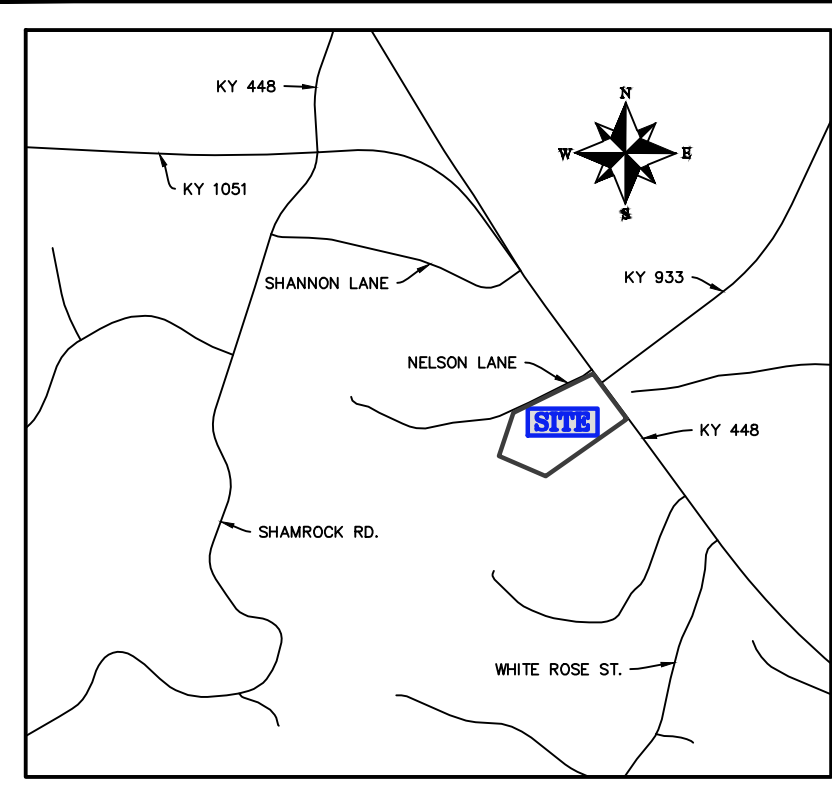 KY 448
N
W
E
S
KY 1051
SHANNON LANE
KY 933
NELSON LANE
SITE
KY 448
SHAMROCK RD.
WHITE ROSE ST.